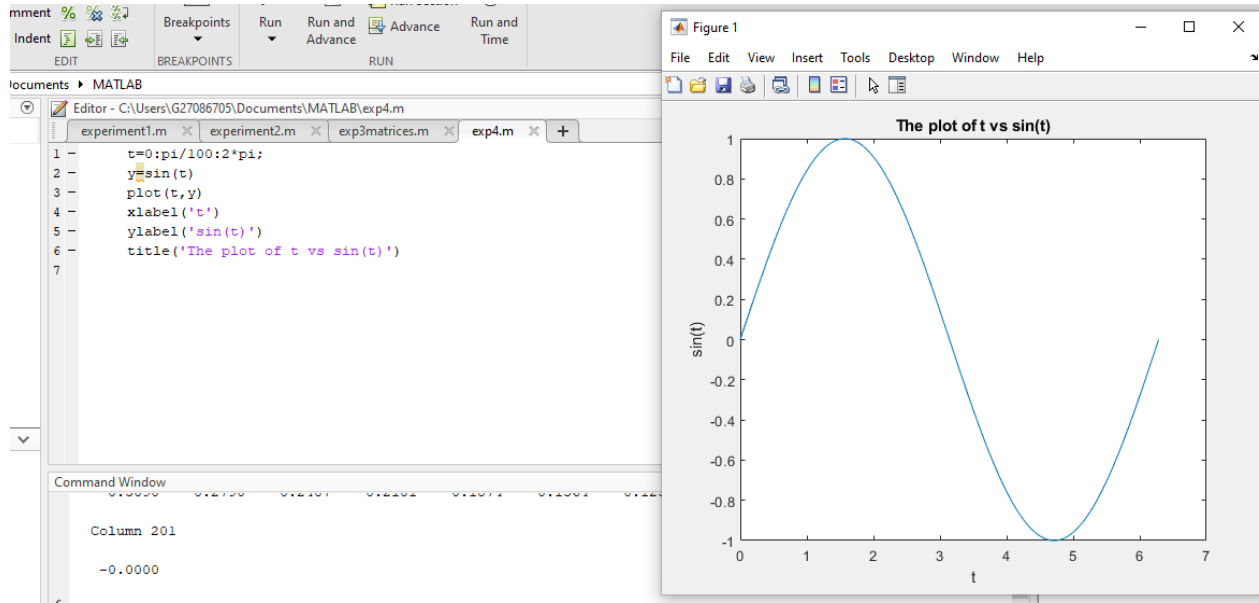 mment
Indent
EDIT
Breakpoints
BREAKPOINTS
Run
Run and
Advance
Advance
Run and
Time
RUN
Documents ▸ MATLAB
Editor - C:\Users\G27086705\Documents\MATLAB\exp4.m
experiment1.m experiment2.m exp3matrices.m exp4.m
1 t=0:pi/100:2*pi;
2 y=sin(t)
3 plot(t,y)
4 xlabel('t')
5 ylabel('sin(t)')
6 title('The plot of t vs sin(t)')
7
Command Window
Column 201
-0.0000
Figure 1
File Edit View Insert Tools Desktop Window Help
The plot of t vs sin(t)
1
0.8
0.6
0.4
0.2
0
-0.2
-0.4
-0.6
-0.8
-1
sin(t)
0 1 2 3 4 5 6 7
t